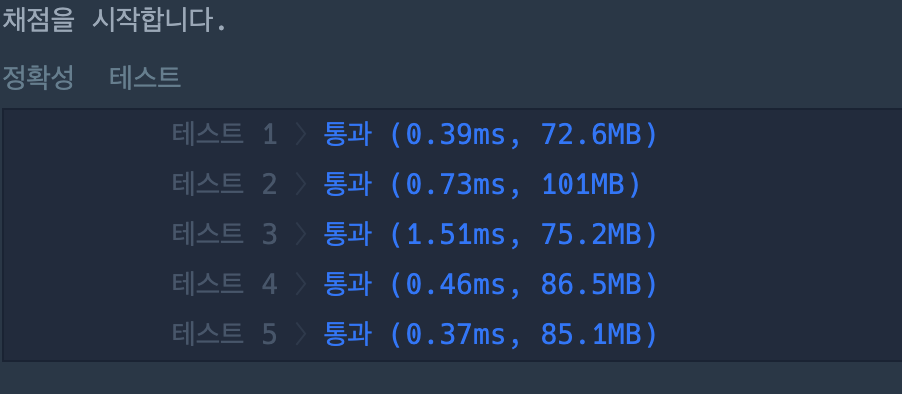 채점을 시작합니다.
정확성 테스트
테스트 1 〉 통과 (0.39ms, 72.6MB)
테스트 2 〉 통과 (0.73ms, 101MB)
테스트 3 〉 통과 (1.51ms, 75.2MB)
테스트 4 〉 통과 (0.46ms, 86.5MB)
테스트 5 〉 통과 (0.37ms, 85.1MB)